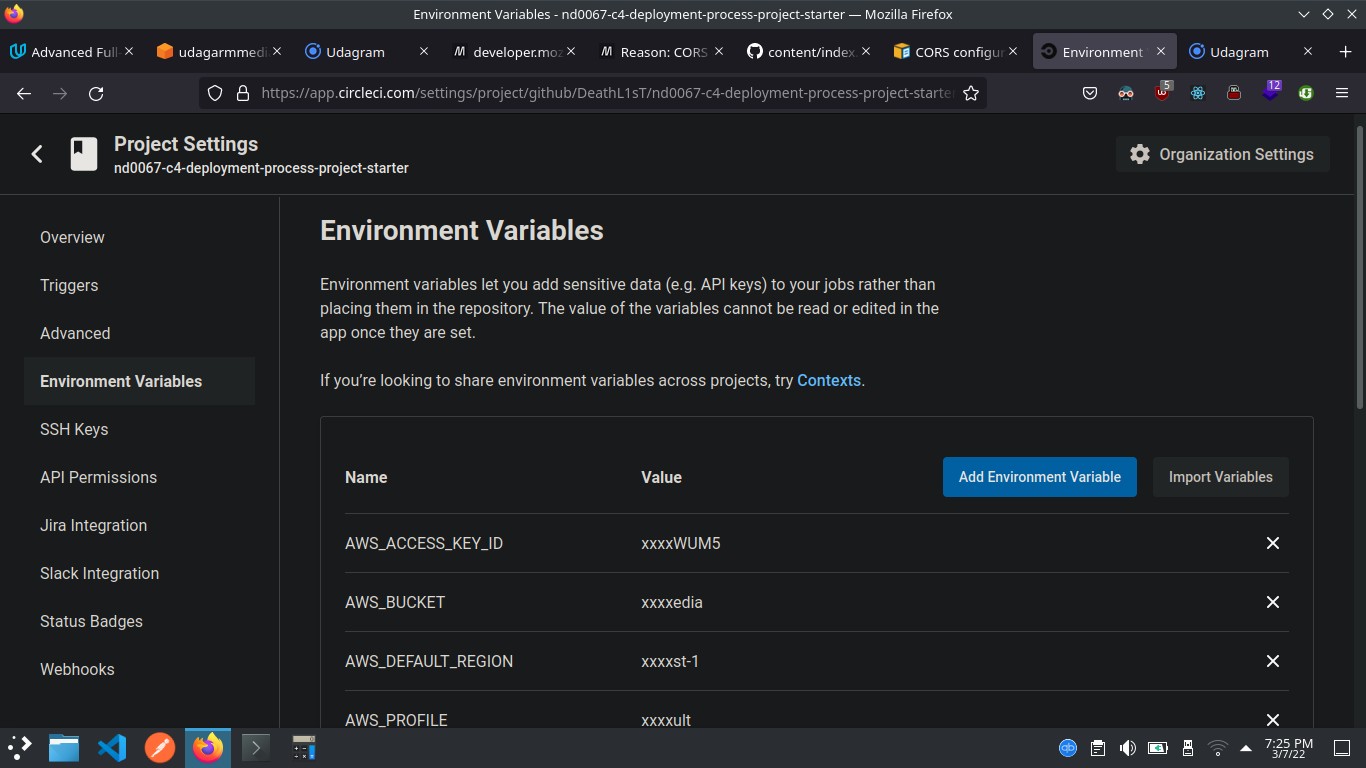 Environment Variables - nd0067-c4-deployment-process-project-starter — Mozilla Firefox
Advanced Full
udagarmmedi
Udagram
developer.moz
Reason: CORS
content/index.
CORS configur
Environment
Udagram
https://app.circleci.com/settings/project/github/DeathL1sT/nd0067-c4-deployment-process-project-starte
5
12
Project Settings
nd0067-c4-deployment-process-project-starter
Organization Settings
Overview
Triggers
Advanced
Environment Variables
SSH Keys
API Permissions
Jira Integration
Slack Integration
Status Badges
Webhooks
Environment Variables
Environment variables let you add sensitive data (e.g. API keys) to your jobs rather than
placing them in the repository. The value of the variables cannot be read or edited in the
app once they are set.
If you’re looking to share environment variables across projects, try Contexts.
Name Value Add Environment Variable Import Variables
AWS_ACCESS_KEY_ID xxxxWUM5
AWS_BUCKET xxxxedia
AWS_DEFAULT_REGION xxxxst-1
AWS_PROFILE xxxxult
qb
7:25 PM
3/7/22